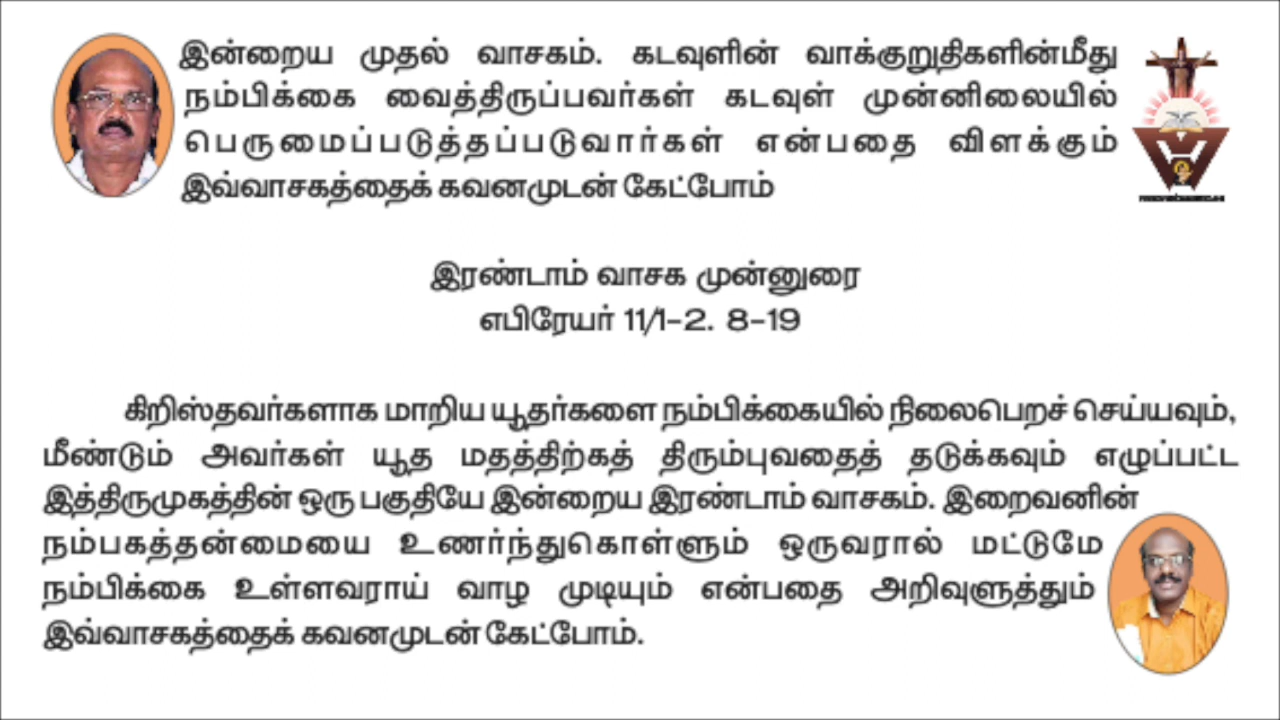 இன்றைய முதல் வாசகம். கடவுளின் வாக்குறுதிகளின்மீது
நம்பிக்கை வைத்திருப்பவர்கள் கடவுள் முன்னிலையில்
பெருமைப்படுத்தப்படுவார்கள் என்பதை விளக்கும்
இவ்வாசகத்தைக் கவனமுடன் கேட்போம்
இரண்டாம் வாசக முன்னுரை
எபிரேயர் 11/1-2. 8-19
கிறிஸ்தவர்களாக மாறிய யூதர்களை நம்பிக்கையில் நிலைபெறச் செய்யவும்,
மீண்டும் அவர்கள் யூத மதத்திற்கத் திரும்புவதைத் தடுக்கவும் எழுப்பட்ட
இத்திருமுகத்தின் ஒரு பகுதியே இன்றைய இரண்டாம் வாசகம். இறைவனின்
நம்பகத்தன்மையை உணர்ந்துகொள்ளும் ஒருவரால் மட்டுமே
நம்பிக்கை உள்ளவராய் வாழ முடியும் என்பதை அறிவுளுத்தும்
இவ்வாசகத்தைக் கவனமுடன் கேட்போம்.